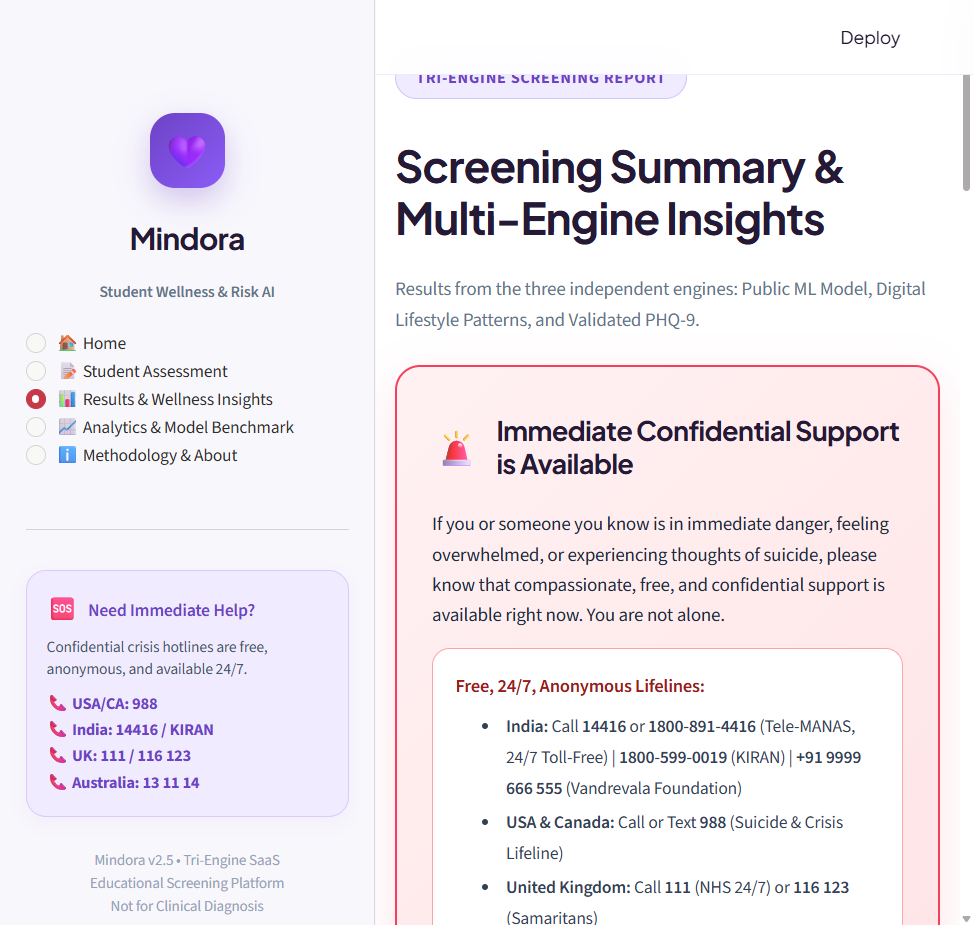 Deploy
Mindora
Student Wellness & Risk AI
Home
Student Assessment
Results & Wellness Insights
Analytics & Model Benchmark
Methodology & About
SOS Need Immediate Help?
Confidential crisis hotlines are free,
anonymous, and available 24/7.
USA/CA: 988
India: 14416 / KIRAN
UK: 111 / 116 123
Australia: 13 11 14
Mindora v2.5 • Tri-Engine SaaS
Educational Screening Platform
Not for Clinical Diagnosis
TRI-ENGINE SCREENING REPORT
Screening Summary &
Multi-Engine Insights
Results from the three independent engines: Public ML Model, Digital
Lifestyle Patterns, and Validated PHQ-9.
Immediate Confidential Support
is Available
If you or someone you know is in immediate danger, feeling
overwhelmed, or experiencing thoughts of suicide, please
know that compassionate, free, and confidential support is
available right now. You are not alone.
Free, 24/7, Anonymous Lifelines:
• India: Call 14416 or 1800-891-4416 (Tele-MANAS,
24/7 Toll-Free) | 1800-599-0019 (KIRAN) | +91 9999
666 555 (Vandrevala Foundation)
• USA & Canada: Call or Text 988 (Suicide & Crisis
Lifeline)
• United Kingdom: Call 111 (NHS 24/7) or 116 123
(Samaritans)